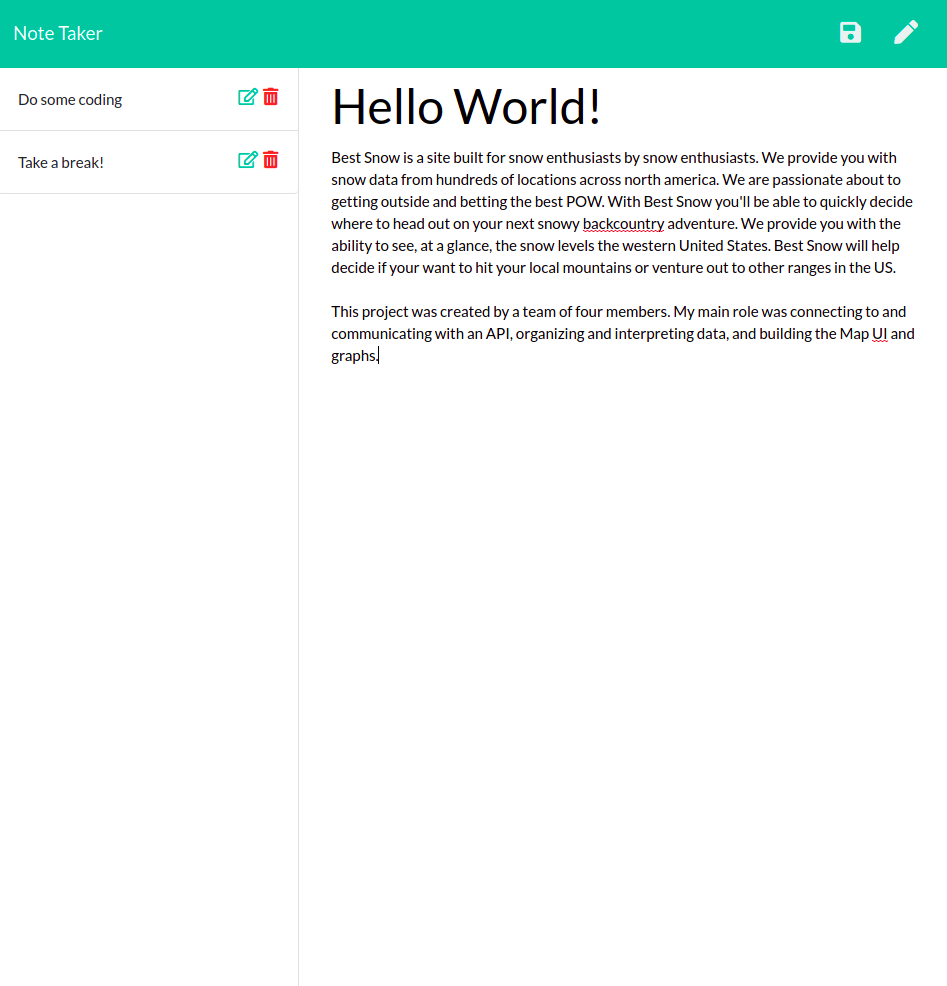 Note Taker
Do some coding
Take a break!
Hello World!
Best Snow is a site built for snow enthusiasts by snow enthusiasts. We provide you with
snow data from hundreds of locations across north america. We are passionate about to
getting outside and betting the best POW. With Best Snow you'll be able to quickly decide
where to head out on your next snowy backcountry adventure. We provide you with the
ability to see, at a glance, the snow levels the western United States. Best Snow will help
decide if your want to hit your local mountains or venture out to other ranges in the US.
This project was created by a team of four members. My main role was connecting to and
communicating with an API, organizing and interpreting data, and building the Map UI and
graphs.